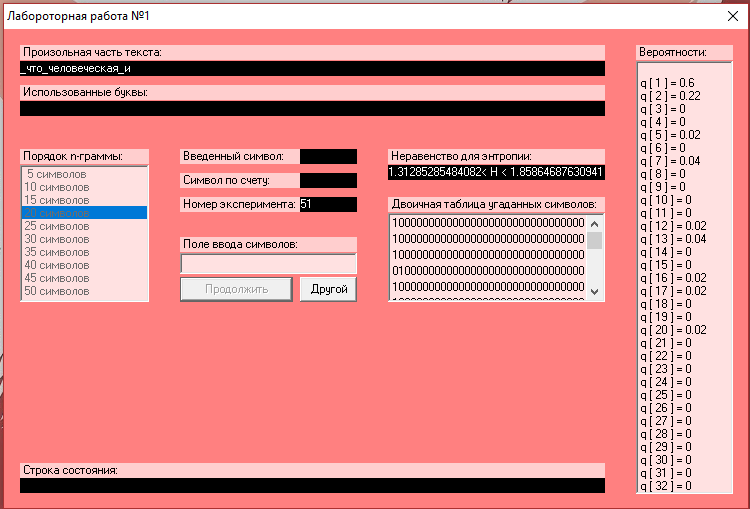 Лабороторная работа №1
Произольная часть текста:
_что_человеческая_и
Использованные буквы:
Порядок n-граммы:
5 символов
10 символов
15 символов
20 символов
25 символов
30 символов
35 символов
40 символов
45 символов
50 символов
Введенный символ:
Символ по счету:
Номер эксперимента: 51
Поле ввода символов:
Продолжить
Другой
Неравенство для энтропии:
1.31285285484082< H < 1.85864687630941
Двоичная таблица угаданных символов:
10000000000000000000000000000000
10000000000000000000000000000000
10000000000000000000000000000000
01000000000000000000000000000000
10000000000000000000000000000000
Строка состояния:
Вероятности:
q [ 1 ] = 0.6
q [ 2 ] = 0.22
q [ 3 ] = 0
q [ 4 ] = 0
q [ 5 ] = 0.02
q [ 6 ] = 0
q [ 7 ] = 0.04
q [ 8 ] = 0
q [ 9 ] = 0
q [ 10 ] = 0
q [ 11 ] = 0
q [ 12 ] = 0.02
q [ 13 ] = 0.04
q [ 14 ] = 0
q [ 15 ] = 0
q [ 16 ] = 0.02
q [ 17 ] = 0.02
q [ 18 ] = 0
q [ 19 ] = 0
q [ 20 ] = 0.02
q [ 21 ] = 0
q [ 22 ] = 0
q [ 23 ] = 0
q [ 24 ] = 0
q [ 25 ] = 0
q [ 26 ] = 0
q [ 27 ] = 0
q [ 28 ] = 0
q [ 29 ] = 0
q [ 30 ] = 0
q [ 31 ] = 0
q [ 32 ] = 0